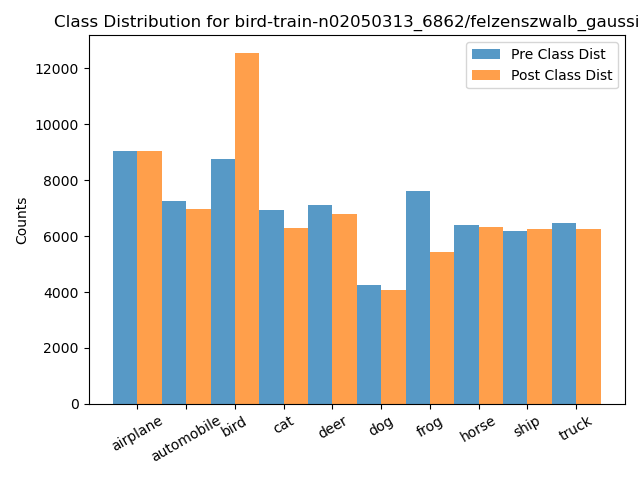 Class Distribution for bird-train-n02050313_6862/felzenszwalb_gaussi
Pre Class Dist
Post Class Dist
Counts
12000
10000
8000
6000
4000
2000
0
airplane
automobile
bird
cat
deer
dog
frog
horse
ship
truck